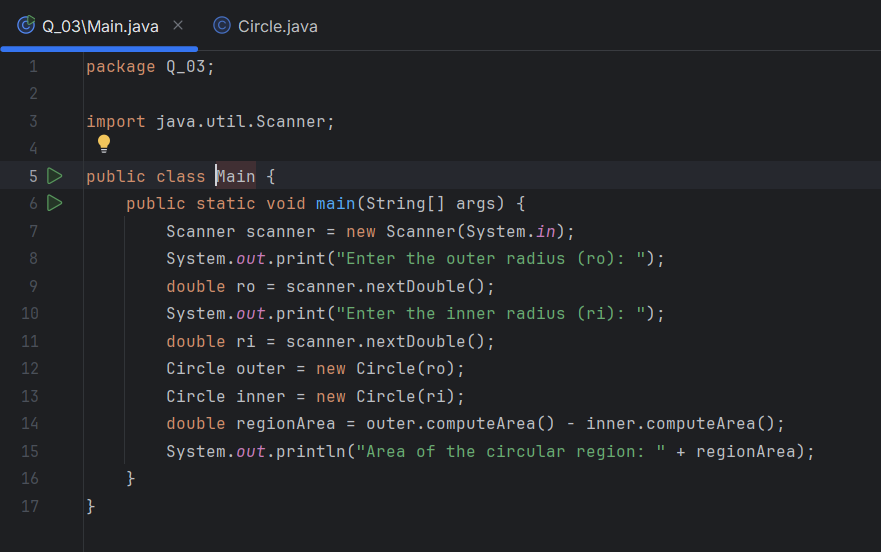 Q_03\Main.java × Circle.java
1 package Q_03;
2
3 import java.util.Scanner;
4
5 public class Main {
6 public static void main(String[] args) {
7 Scanner scanner = new Scanner(System.in);
8 System.out.print("Enter the outer radius (ro): ");
9 double ro = scanner.nextDouble();
10 System.out.print("Enter the inner radius (ri): ");
11 double ri = scanner.nextDouble();
12 Circle outer = new Circle(ro);
13 Circle inner = new Circle(ri);
14 double regionArea = outer.computeArea() - inner.computeArea();
15 System.out.println("Area of the circular region: " + regionArea);
16 }
17 }